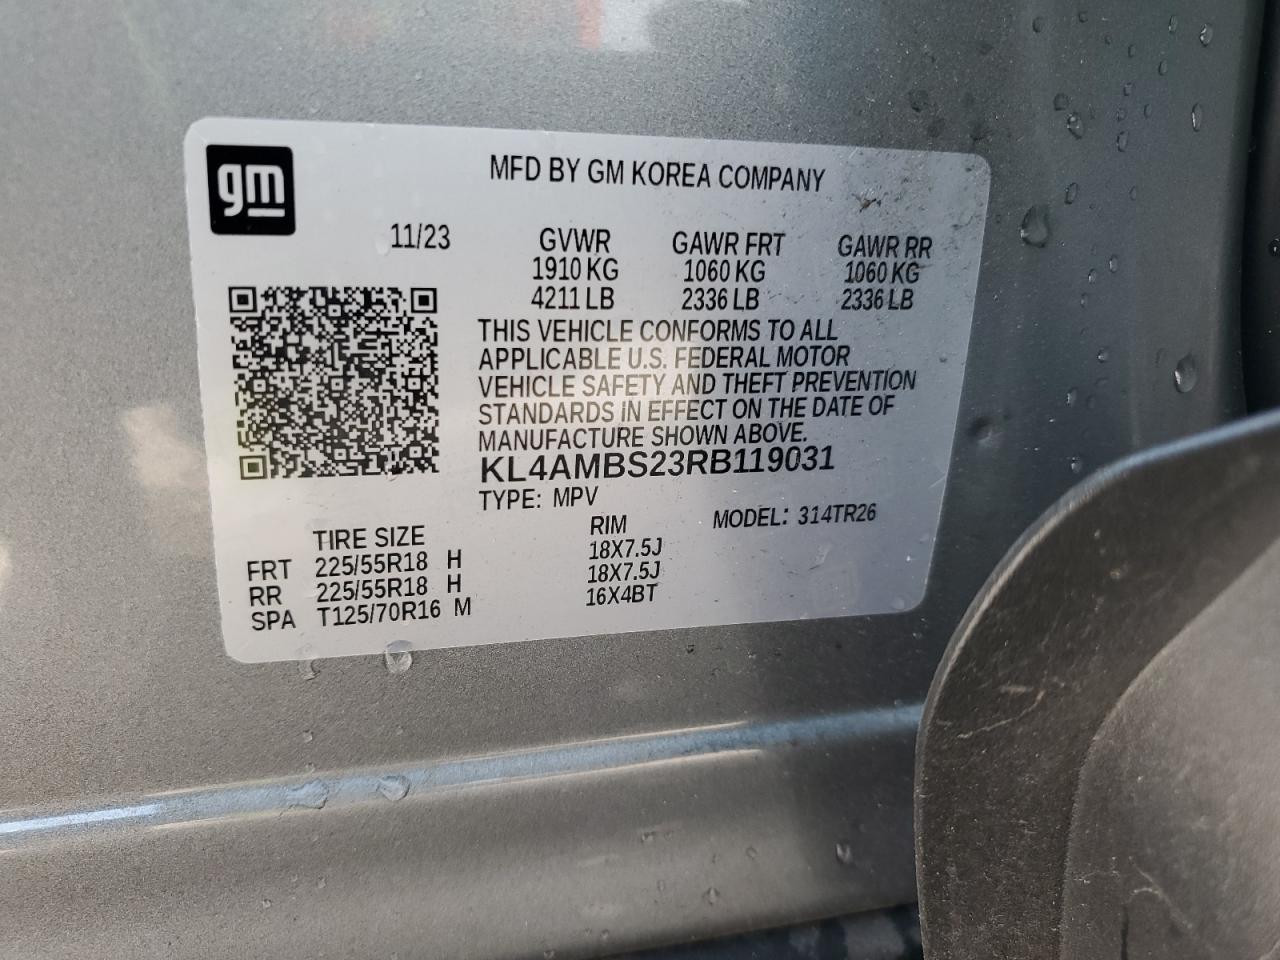 gm
MFD BY GM KOREA COMPANY
11/23
GVWR GAWR FRT GAWR RR
1910 KG 1060 KG 1060 KG
4211 LB 2336 LB 2336 LB
THIS VEHICLE CONFORMS TO ALL
APPLICABLE U.S. FEDERAL MOTOR
VEHICLE SAFETY AND THEFT PREVENTION
STANDARDS IN EFFECT ON THE DATE OF
MANUFACTURE SHOWN ABOVE.
KL4AMBS23RB119031
TYPE: MPV
MODEL: 314TR26
TIRE SIZE RIM
FRT 225/55R18 H 18X7.5J
RR 225/55R18 H 18X7.5J
SPA T125/70R16 M 16X4BT